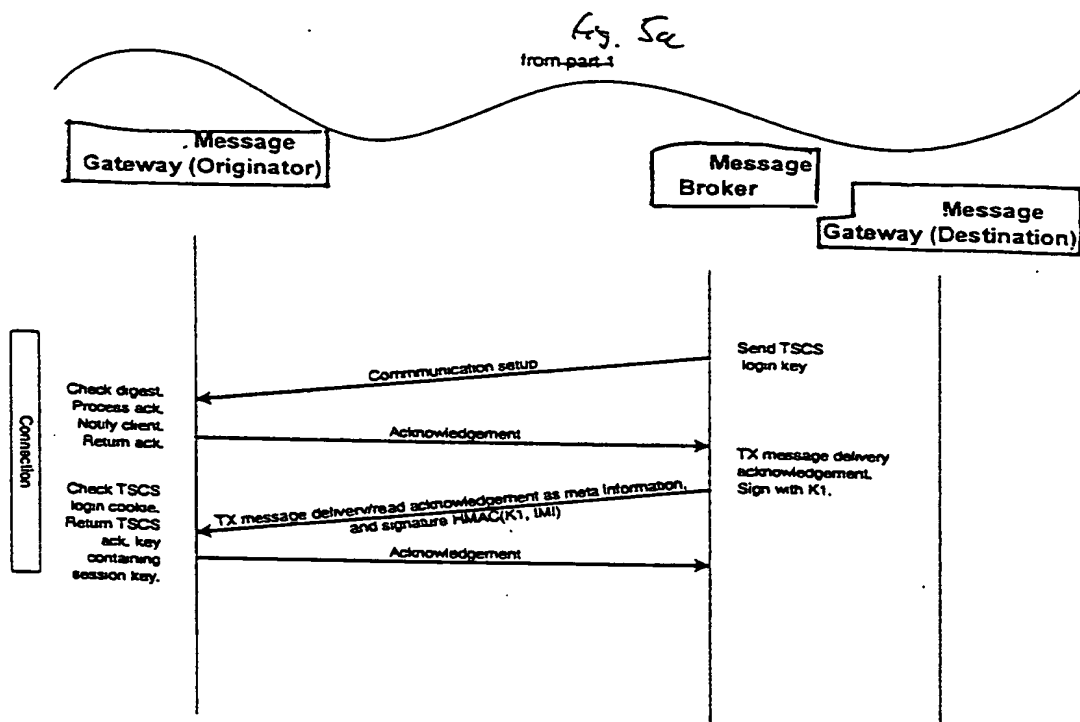 Fig. 5a
from part 1
Message
Gateway (Originator)
Message
Broker
Message
Gateway (Destination)
Connection
Send TSCS
login key
Commmunication setup
Check digest.
Process ack.
Notify client.
Return ack.
Acknowledgement
TX message delivery
acknowledgement.
Sign with K1.
Check TSCS
login cookie.
Return TSCS
ack. key
containing
session key.
TX message delivery/read acknowledgement as meta information,
and signature HMAC(K1, IMI)
Acknowledgement